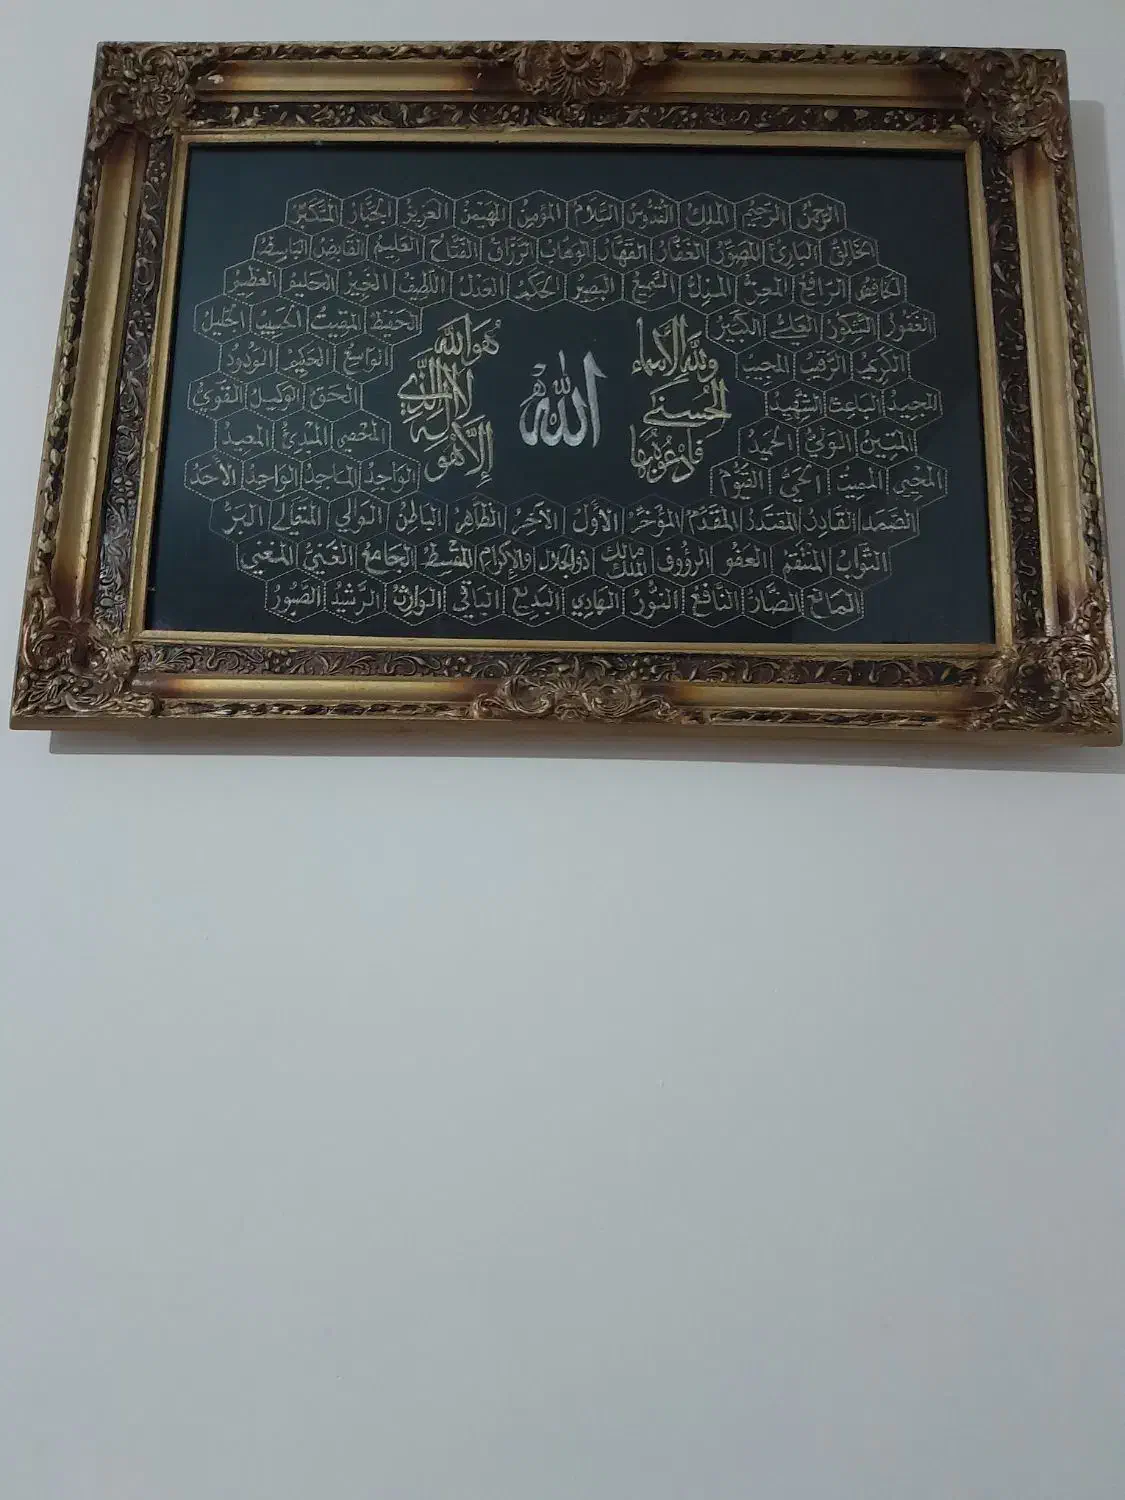 الرحمن الرحيم الملك القدوس السلام المؤمن المهيمن العزيز الجبار المتكبر
الخالق البارئ المصور الغفار القهار الوهاب الرزاق الفتاح العليم القابض الباسط
الخافض الرافع المعز المذل السميع البصير الحكم العدل اللطيف الخبير الحليم العظيم
الغفور الشكور العلي الكبير الحفيظ المقيت الحسيب الجليل
الكريم الرقيب المجيب الواسع الحكيم الودود
المجيد الباعث الشهيد الحق الوكيل القوي
المتين الولي الحميد المحصي المبدئ المعيد
المحيي المميت الحي القيوم الواجد الماجد الواحد الأحد
ولله الأسماء
الحسنى
فادعوه بها
الله
هو الله
الذي لا إله
إلا هو
الصمد القادر المقتدر المقدم المؤخر الأول الآخر الظاهر الباطن الوالي المتعالي البر
التواب المنتقم العفو الرؤوف مالك الملك ذو الجلال والإكرام المقسط الجامع الغني المغني
المانع الضار النافع النور الهادي البديع الباقي الوارث الرشيد الصبور